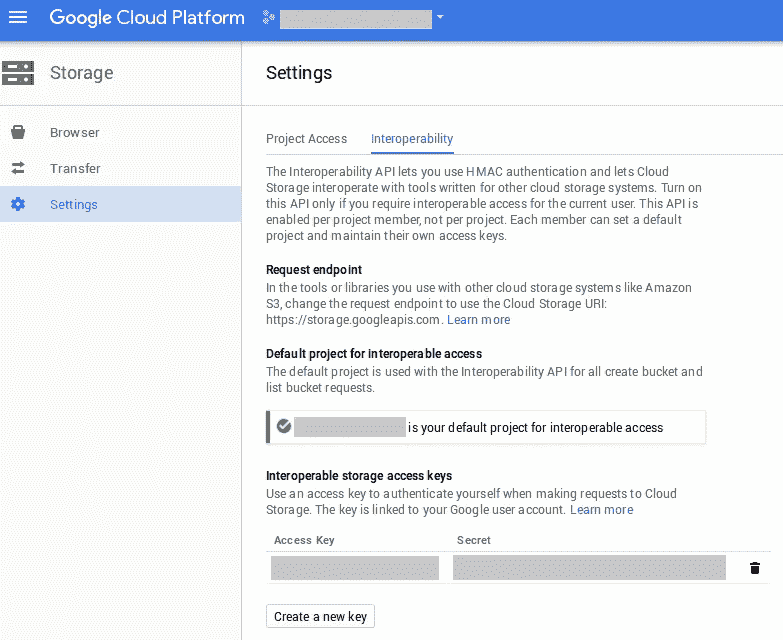 Google Cloud Platform
Storage
Settings
Browser
Transfer
Settings
Project Access
Interoperability
The Interoperability API lets you use HMAC authentication and lets Cloud
Storage interoperate with tools written for other cloud storage systems. Turn on
this API only if you require interoperable access for the current user. This API is
enabled per project member, not per project. Each member can set a default
project and maintain their own access keys.
Request endpoint
In the tools or libraries you use with other cloud storage systems like Amazon
S3, change the request endpoint to use the Cloud Storage URI:
https://storage.googleapis.com. Learn more
Default project for interoperable access
The default project is used with the Interoperability API for all create bucket and
list bucket requests.
is your default project for interoperable access
Interoperable storage access keys
Use an access key to authenticate yourself when making requests to Cloud
Storage. The key is linked to your Google user account. Learn more
Access Key Secret
Create a new key